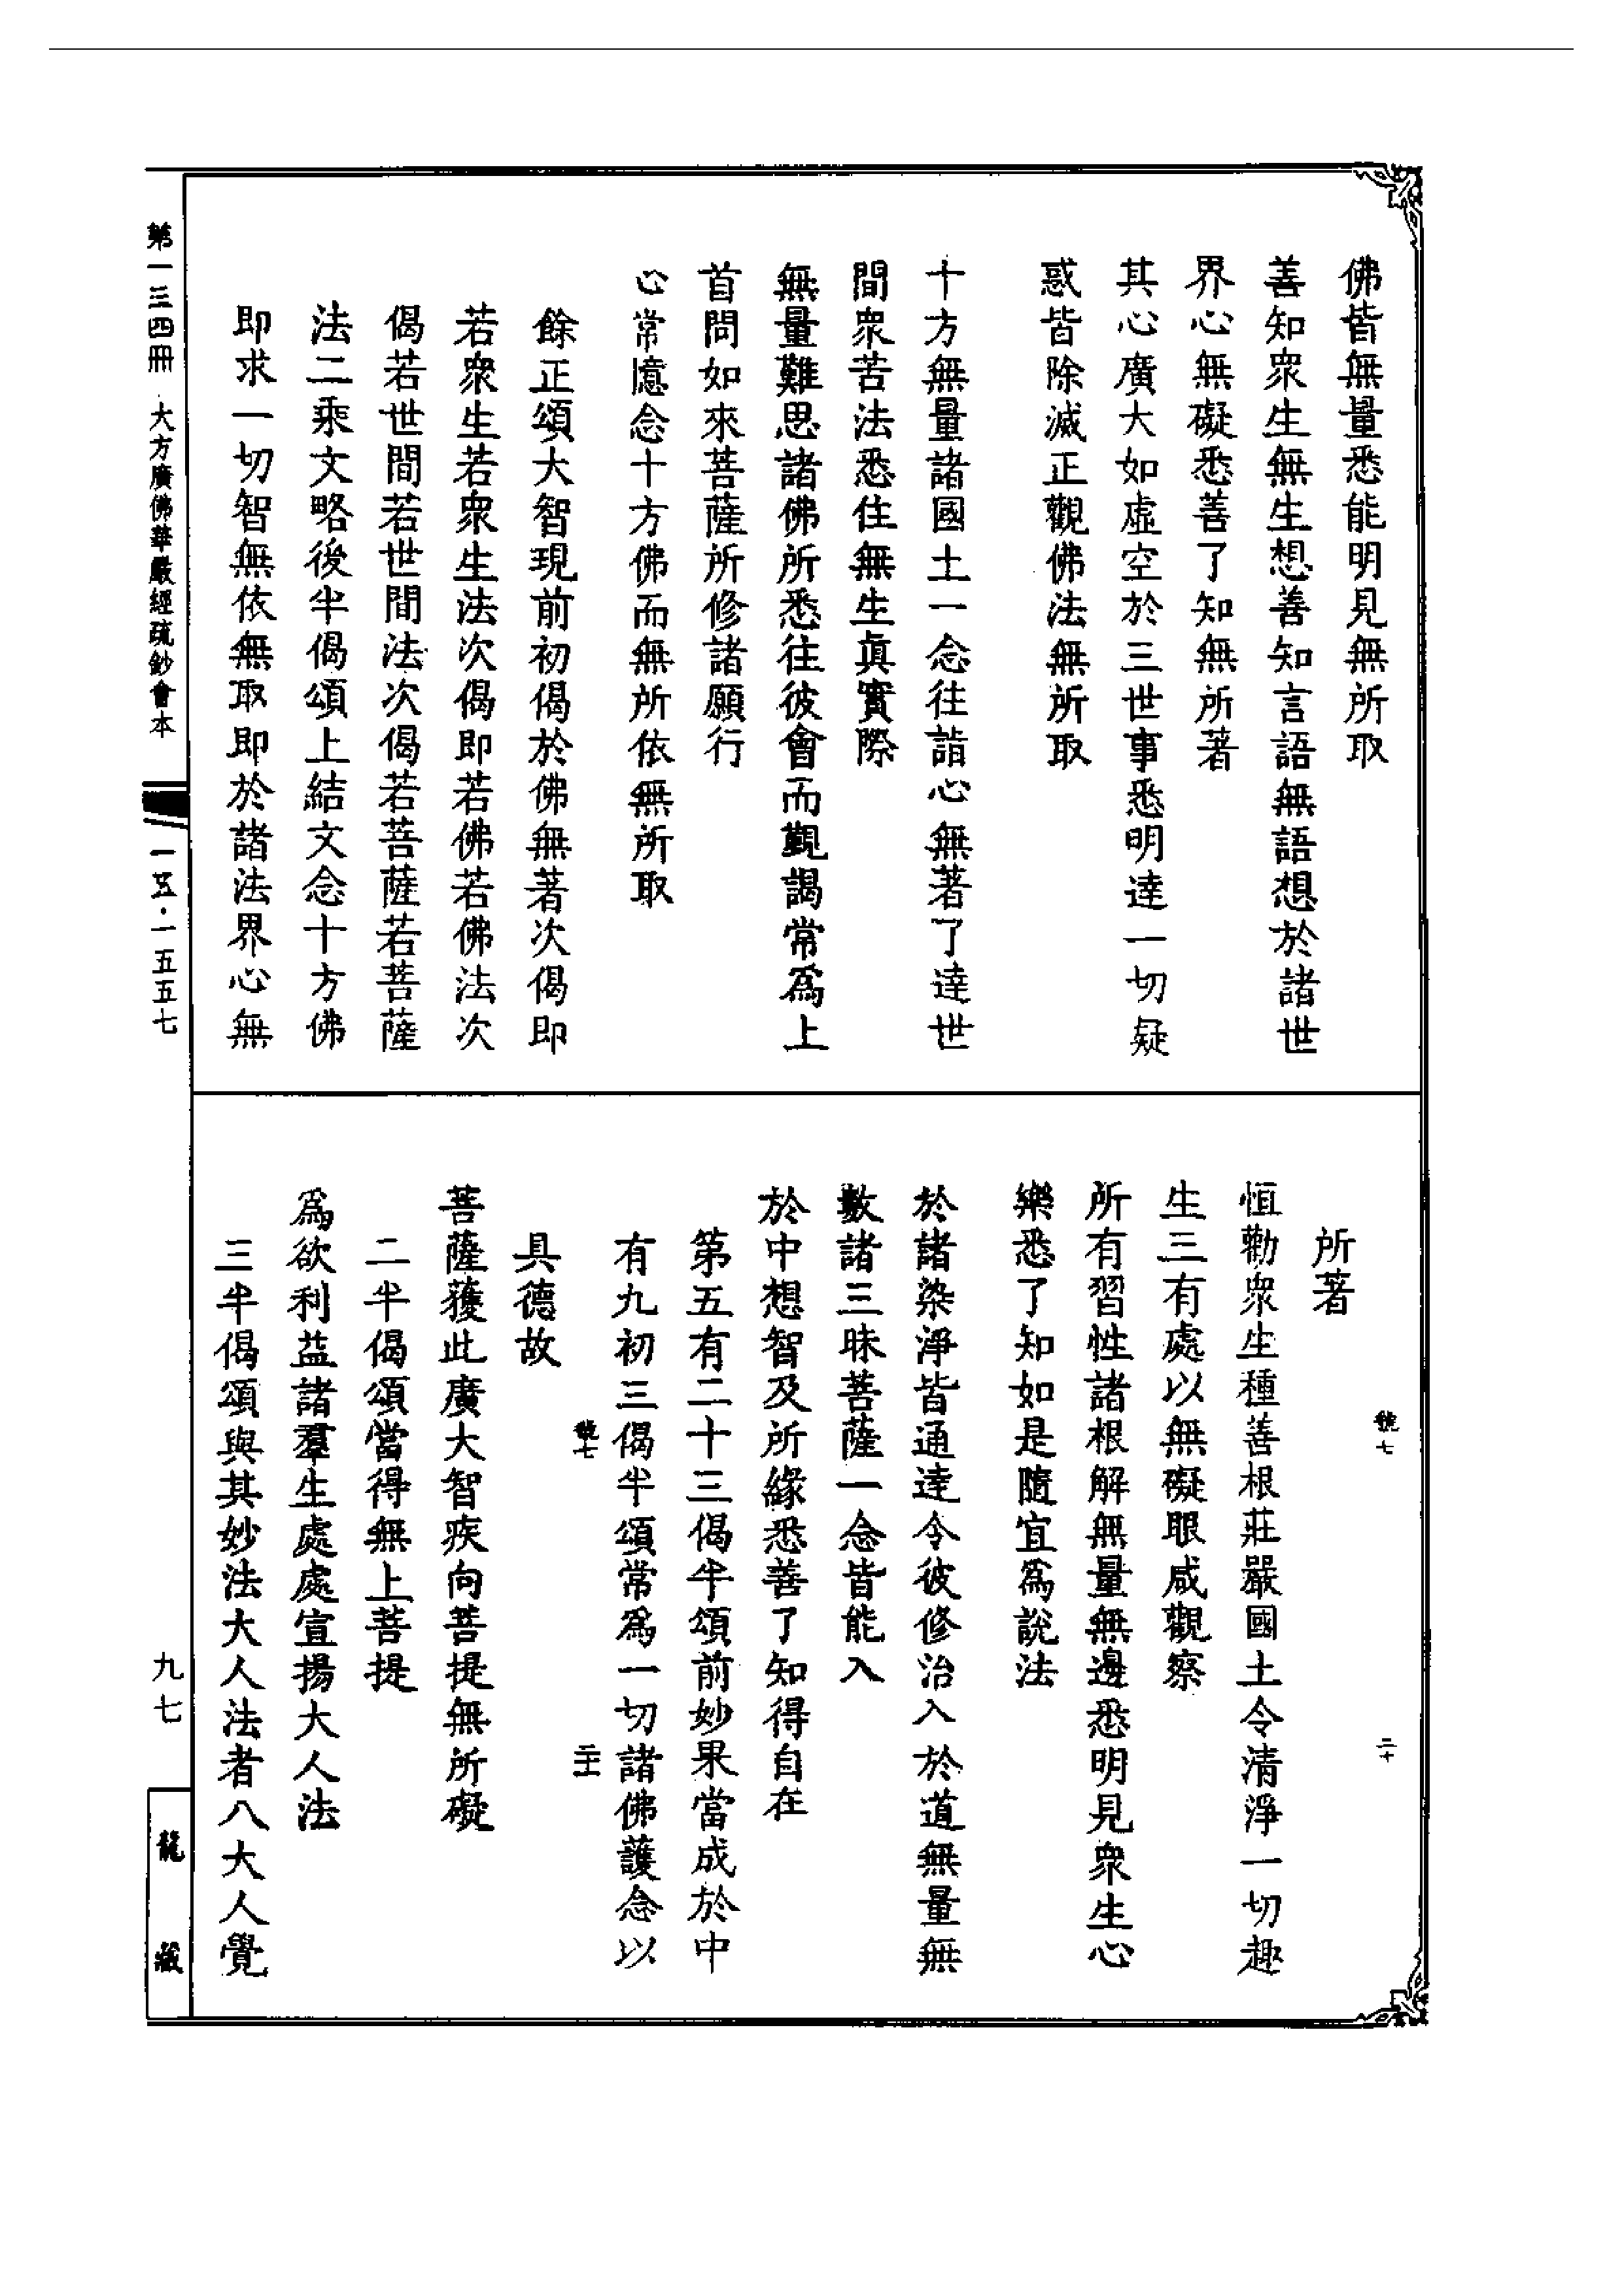 佛皆無量悉能明見無所取
善知衆生無生想善知言語無語想於諸世
界心無礙悉善了知無所著
其心廣大如虛空於三世事悉明達一切疑
惑皆除滅正觀佛法無所取
十方無量諸國土一念往詣心無著了達世
間衆苦法悉住無生眞實際
無量難思諸佛所悉往彼會而覲謁常爲上
首問如來菩薩所修諸願行
心常憶念十方佛而無所依無所取
餘正頌大智現前初偈於佛無著次偈即
若衆生若衆生法次偈即若佛若佛法次
偈若世間若世間法次偈若菩薩若菩薩
法二乘文略後半偈頌上結文念十方佛
即求一切智無依無取即於諸法界心無
所著
恒勸衆生種善根莊嚴國土令清淨一切趣
生三有處以無礙眼咸觀察
所有習性諸根解無量無邊悉明見衆生心
樂悉了知如是隨宜爲說法
於諸染淨皆通達令彼修治入於道無量無
數諸三昧菩薩一念皆能入
於中想智及所緣悉善了知得自在
第五有二十三偈半頌前妙果當成於中
有九初三偈半頌常爲一切諸佛護念以
具德故
菩薩獲此廣大智疾向菩提無所礙
二半偈頌當得無上菩提
爲欲利益諸羣生處處宣揚大人法
三半偈頌與其妙法大人法者八大人覺
號七
二十
號七
二十一
第一三四冊 大方廣佛華嚴經疏鈔會本
一五·一五五七
九七
龍藏